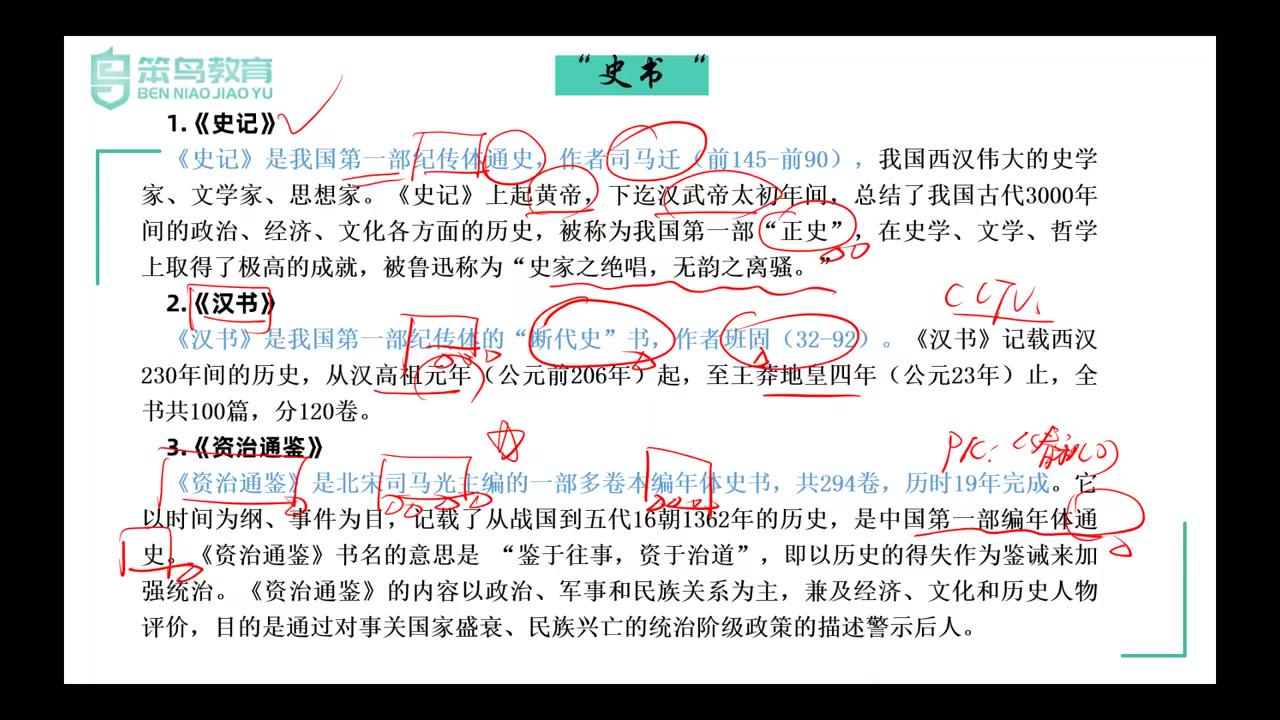 笨鸟教育
BEN NIAO JIAO YU
“史书“
1.《史记》
《史记》是我国第一部纪传体通史，作者司马迁（前145-前90），我国西汉伟大的史学
家、文学家、思想家。《史记》上起黄帝，下迄汉武帝太初年间，总结了我国古代3000年
间的政治、经济、文化各方面的历史，被称为我国第一部“正史”，在史学、文学、哲学
上取得了极高的成就，被鲁迅称为“史家之绝唱，无韵之离骚。”
2.《汉书》
CCTV.
《汉书》是我国第一部纪传体的“断代史”书，作者班固（32-92）。《汉书》记载西汉
230年间的历史，从汉高祖元年（公元前206年）起，至王莽地皇四年（公元23年）止，全
书共100篇，分120卷。
3.《资治通鉴》
《资治通鉴》是北宋司马光主编的一部多卷本编年体史书，共294卷，历时19年完成。它
以时间为纲、事件为目，记载了从战国到五代16朝1362年的历史，是中国第一部编年体通
史。《资治通鉴》书名的意思是 “鉴于往事，资于治道”，即以历史的得失作为鉴诫来加
强统治。《资治通鉴》的内容以政治、军事和民族关系为主，兼及经济、文化和历史人物
评价，目的是通过对事关国家盛衰、民族兴亡的统治阶级政策的描述警示后人。